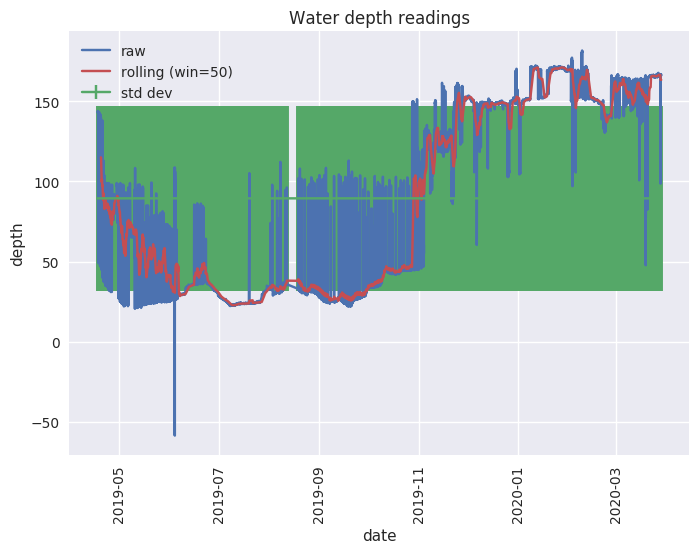 Water depth readings
raw
rolling (win=50)
std dev
150
100
50
0
−50
depth
2019-05
2019-07
2019-09
2019-11
2020-01
2020-03
date